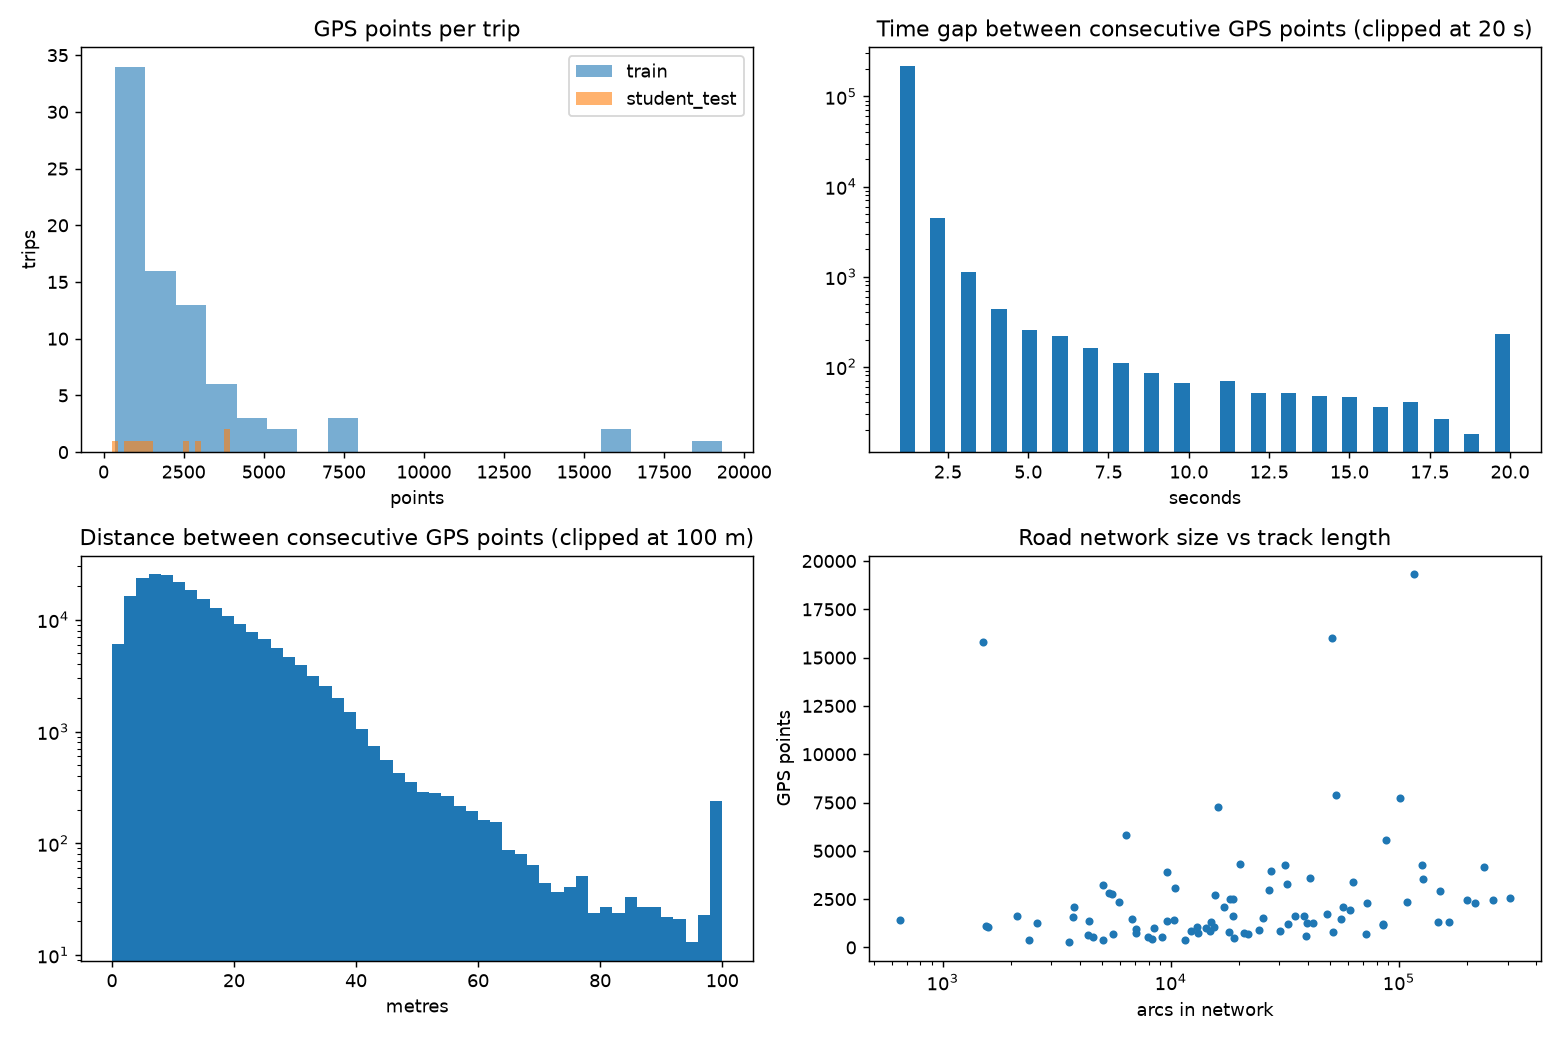 GPS points per trip
35
30
25
20
15
10
5
0
trips
train
student_test
0 2500 5000 7500 10000 12500 15000 17500 20000
points
Time gap between consecutive GPS points (clipped at 20 s)
10^5
10^4
10^3
10^2
2.5 5.0 7.5 10.0 12.5 15.0 17.5 20.0
seconds
Distance between consecutive GPS points (clipped at 100 m)
10^4
10^3
10^2
10^1
0 20 40 60 80 100
metres
Road network size vs track length
20000
17500
15000
12500
10000
7500
5000
2500
0
GPS points
10^3 10^4 10^5
arcs in network